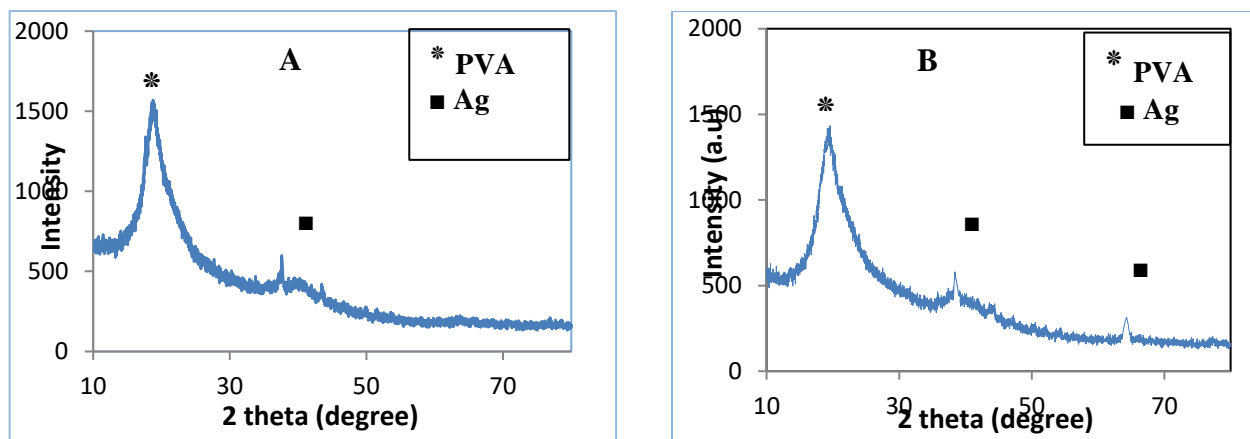 A
* PVA
■ Ag
*
■
2000
1500
1000
500
0
Intensity
10 30 50 70
2 theta (degree)
B
* PVA
■ Ag
*
■
■
2000
1500
1000
500
0
Intensity (a.u)
10 30 50 70
2 theta (degree)